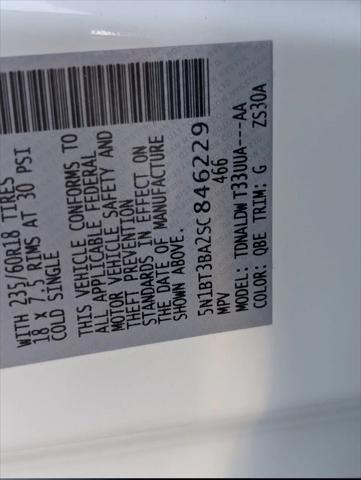 WITH 235/60R18 TIRES
18 X 7.5 RIMS AT 30 PSI
COLD SINGLE
THIS VEHICLE CONFORMS TO
ALL APPLICABLE FEDERAL
MOTOR VEHICLE SAFETY AND
THEFT PREVENTION
STANDARDS IN EFFECT ON
THE DATE OF MANUFACTURE
SHOWN ABOVE.
5N1BT3BA2SC846229
MPV 466
MODEL: TDNALDWT33UUA---AA
COLOR: QBE TRIM: G ZS30A